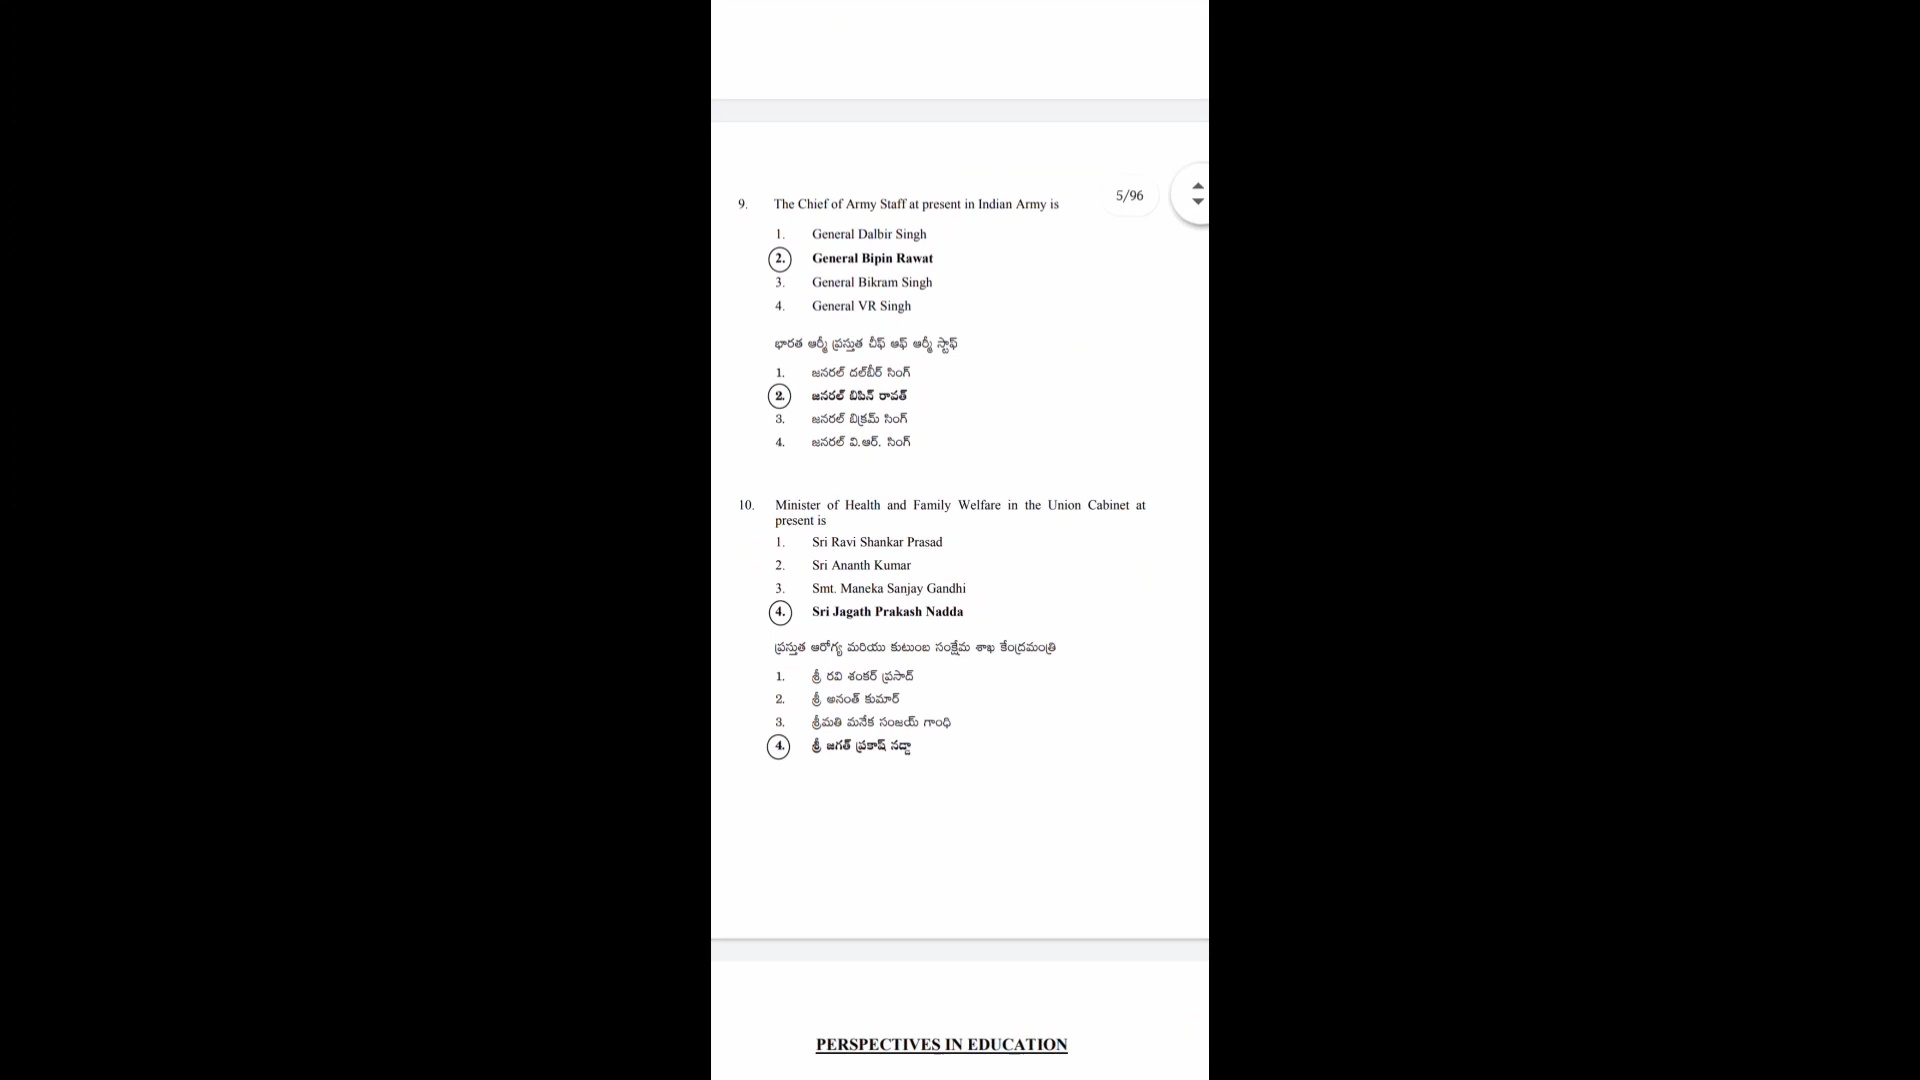 5/96
9. The Chief of Army Staff at present in Indian Army is
1. General Dalbir Singh
2. General Bipin Rawat
3. General Bikram Singh
4. General VR Singh
భారత ఆర్మీ ప్రస్తుత చీఫ్ ఆఫ్ ఆర్మీ స్టాఫ్
1. జనరల్ దల్‌బీర్ సింగ్
2. జనరల్ బిపిన్ రావత్
3. జనరల్ బిక్రమ్ సింగ్
4. జనరల్ వి.ఆర్. సింగ్
10. Minister of Health and Family Welfare in the Union Cabinet at
present is
1. Sri Ravi Shankar Prasad
2. Sri Ananth Kumar
3. Smt. Maneka Sanjay Gandhi
4. Sri Jagath Prakash Nadda
ప్రస్తుత ఆరోగ్య మరియు కుటుంబ సంక్షేమ శాఖ కేంద్రమంత్రి
1. శ్రీ రవి శంకర్ ప్రసాద్
2. శ్రీ అనంత్ కుమార్
3. శ్రీమతి మనేక సంజయ్ గాంధి
4. శ్రీ జగత్ ప్రకాష్ నడ్డా
PERSPECTIVES IN EDUCATION